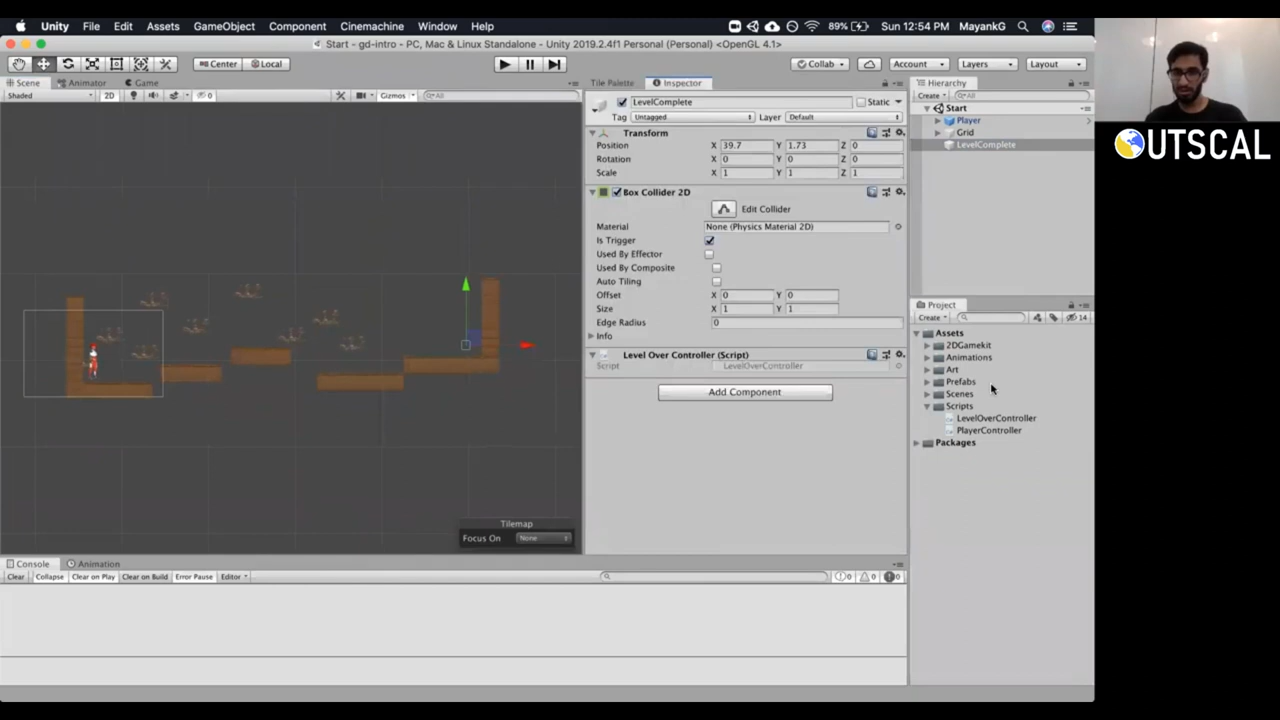 Unity File Edit Assets GameObject Component Cinemachine Window Help 89% Sun 12:54 PM MayankG
Start - gd-intro - PC, Mac & Linux Standalone - Unity 2019.2.4f1 Personal (Personal) <OpenGL 4.1>
Center Local Collab Account Layers Layout
Scene Animator Game Tile Palette Inspector Hierarchy
Shaded 2D 0 Gizmos All Create All
LevelComplete Static
Tag Untagged Layer Default
Transform
Position X 39.7 Y 1.73 Z 0
Rotation X 0 Y 0 Z 0
Scale X 1 Y 1 Z 1
Box Collider 2D
Edit Collider
Material None (Physics Material 2D)
Is Trigger
Used By Effector
Used By Composite
Auto Tiling
Offset X 0 Y 0
Size X 1 Y 1
Edge Radius 0
Info
Level Over Controller (Script)
Script LevelOverController
Add Component
Start
Player
Grid
LevelComplete
Project
Create 14
Assets
2DGamekit
Animations
Art
Prefabs
Scenes
Scripts
LevelOverController
PlayerController
Packages
Tilemap
Focus On None
Console Animation
Clear Collapse Clear on Play Clear on Build Error Pause Editor 0 0 0
OUTSCAL